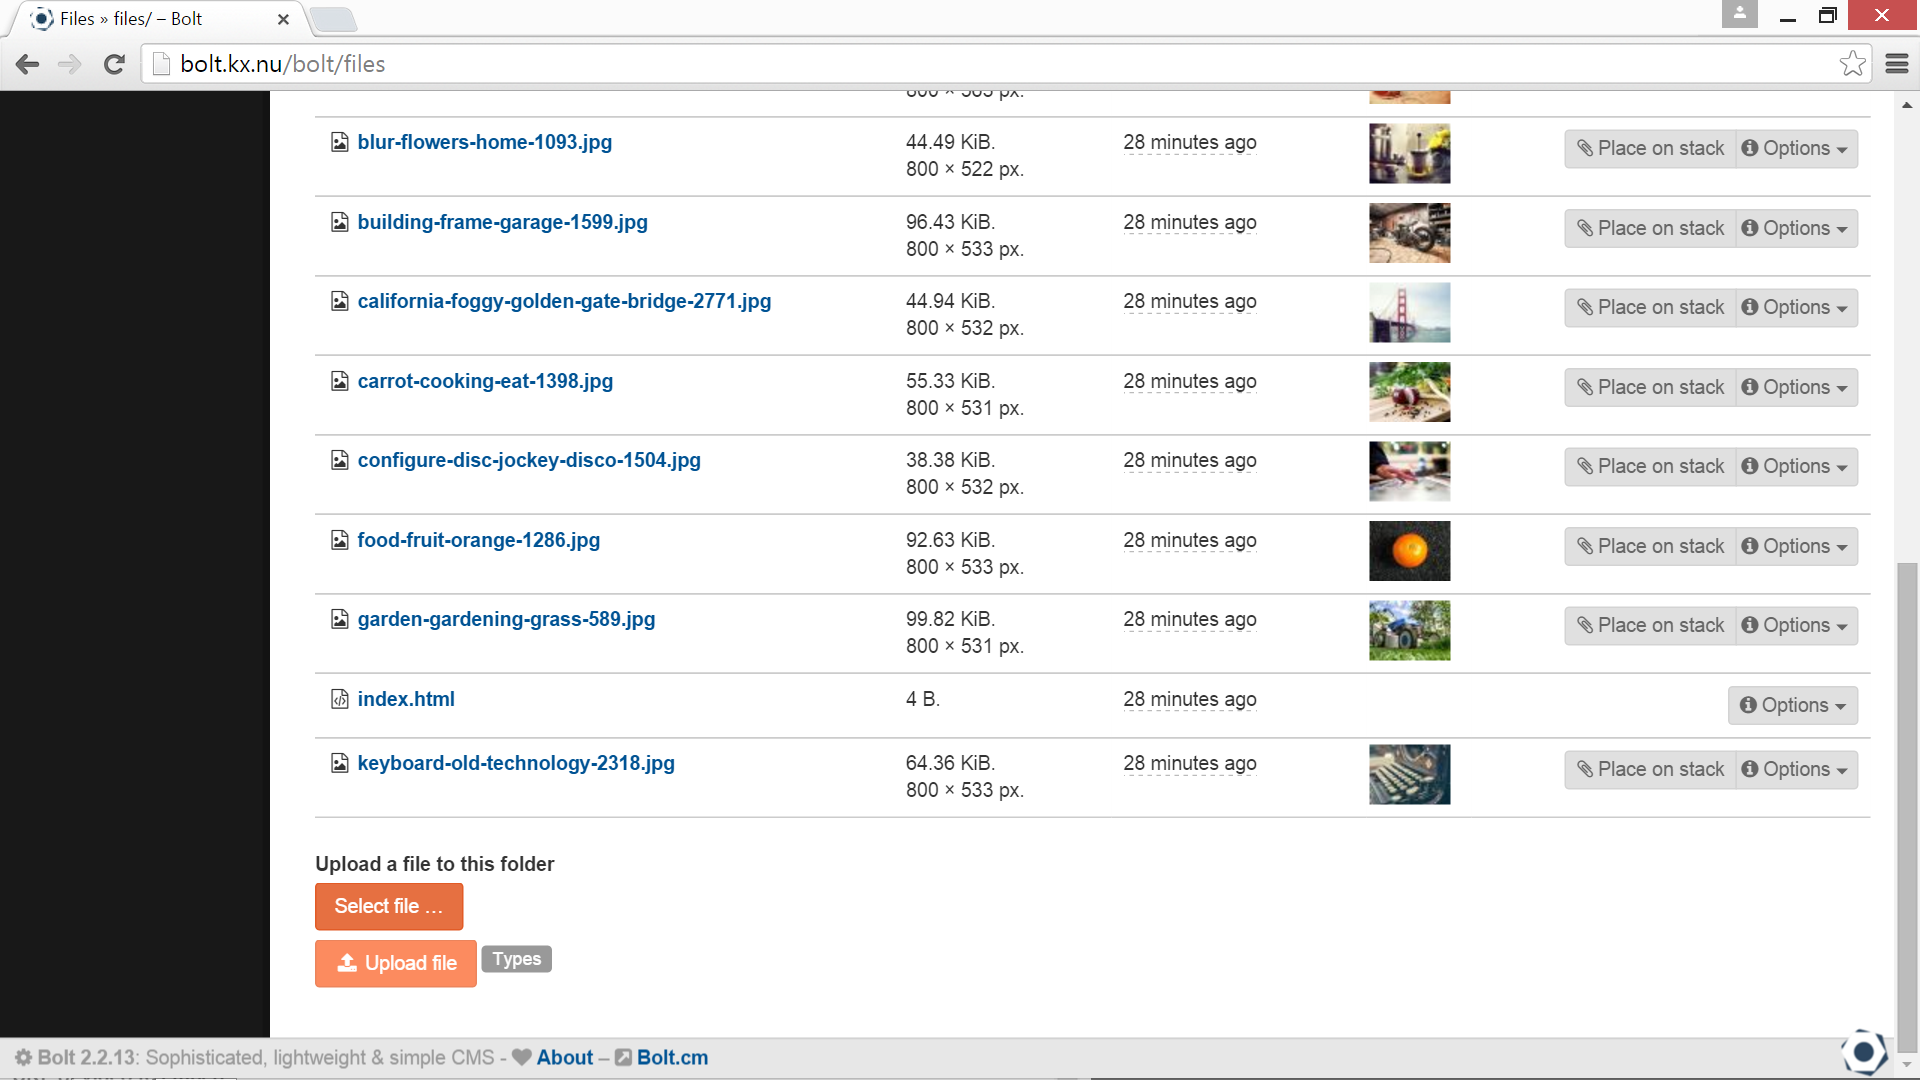 Files » files/ – Bolt
bolt.kx.nu/bolt/files
800 × 583 px.
blur-flowers-home-1093.jpg 44.49 KiB. 28 minutes ago Place on stack Options
800 × 522 px.
building-frame-garage-1599.jpg 96.43 KiB. 28 minutes ago Place on stack Options
800 × 533 px.
california-foggy-golden-gate-bridge-2771.jpg 44.94 KiB. 28 minutes ago Place on stack Options
800 × 532 px.
carrot-cooking-eat-1398.jpg 55.33 KiB. 28 minutes ago Place on stack Options
800 × 531 px.
configure-disc-jockey-disco-1504.jpg 38.38 KiB. 28 minutes ago Place on stack Options
800 × 532 px.
food-fruit-orange-1286.jpg 92.63 KiB. 28 minutes ago Place on stack Options
800 × 533 px.
garden-gardening-grass-589.jpg 99.82 KiB. 28 minutes ago Place on stack Options
800 × 531 px.
index.html 4 B. 28 minutes ago Options
keyboard-old-technology-2318.jpg 64.36 KiB. 28 minutes ago Place on stack Options
800 × 533 px.
Upload a file to this folder
Select file ...
Upload file Types
Bolt 2.2.13: Sophisticated, lightweight & simple CMS - About – Bolt.cm